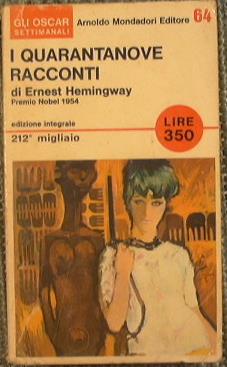 GLI OSCAR
SETTIMANALI
Arnoldo Mondadori Editore 64
I QUARANTANOVE
RACCONTI
di Ernest Hemingway
Premio Nobel 1954
edizione integrale
212° migliaio
LIRE
350